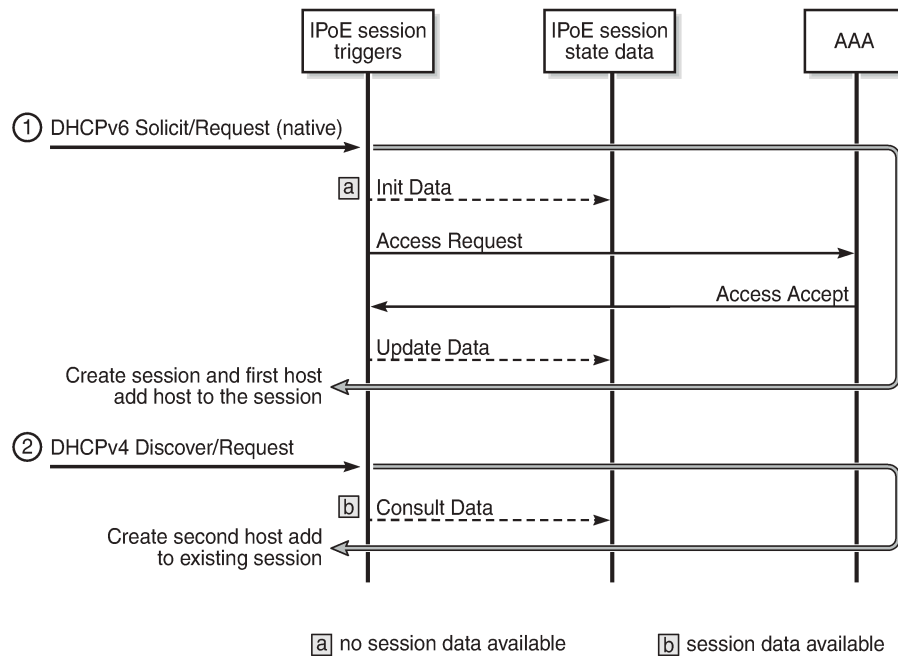 IPoE session
triggers
IPoE session
state data
AAA
1 DHCPv6 Solicit/Request (native)
a Init Data
Access Request
Access Accept
Update Data
Create session and first host
add host to the session
2 DHCPv4 Discover/Request
b Consult Data
Create second host add
to existing session
a no session data available
b session data available